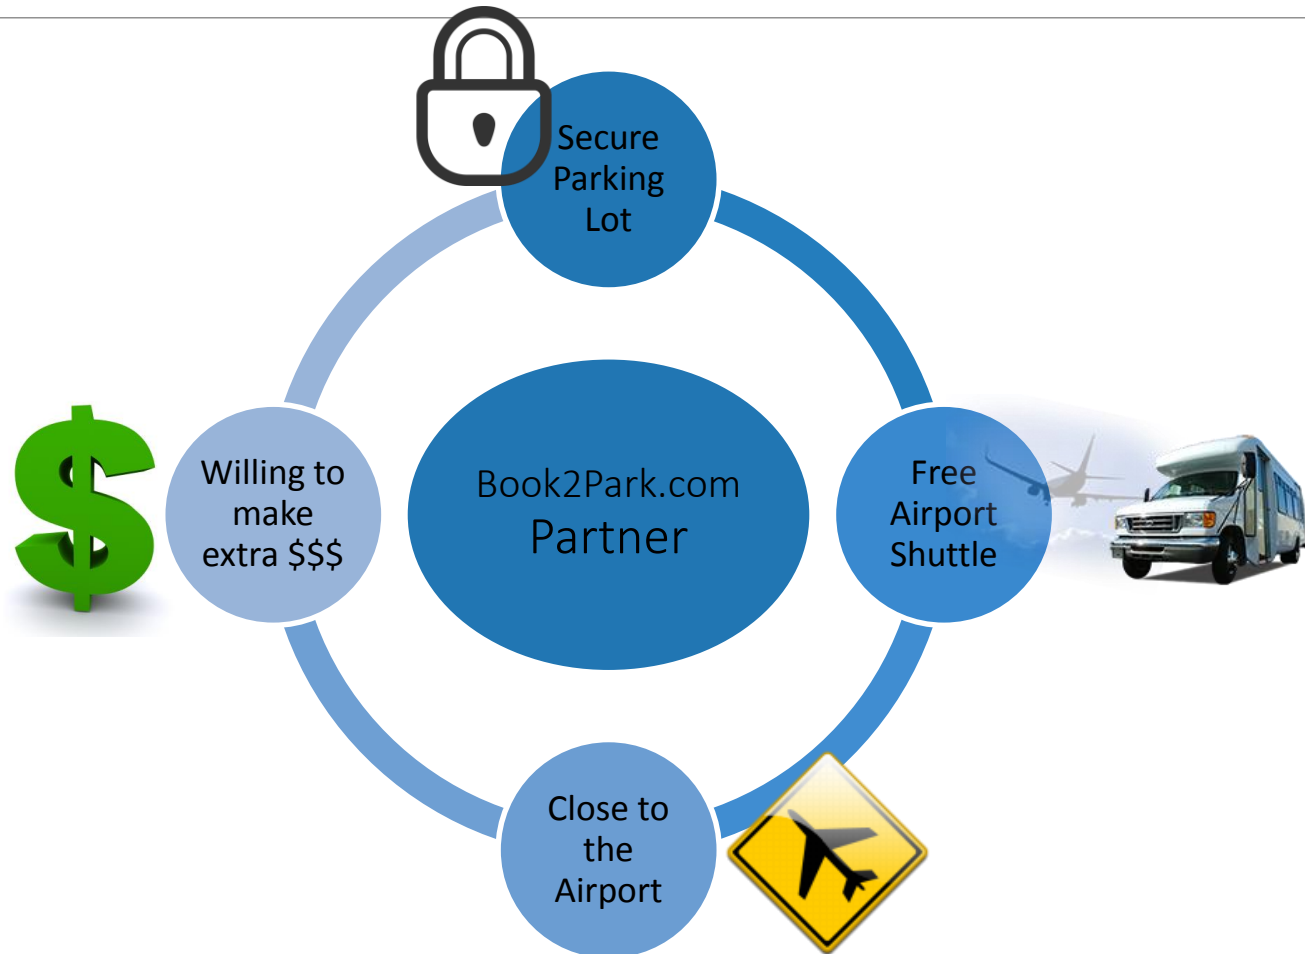 Secure
Parking
Lot
Willing to
make
extra $$$
Book2Park.com
Partner
Free
Airport
Shuttle
Close to
the
Airport